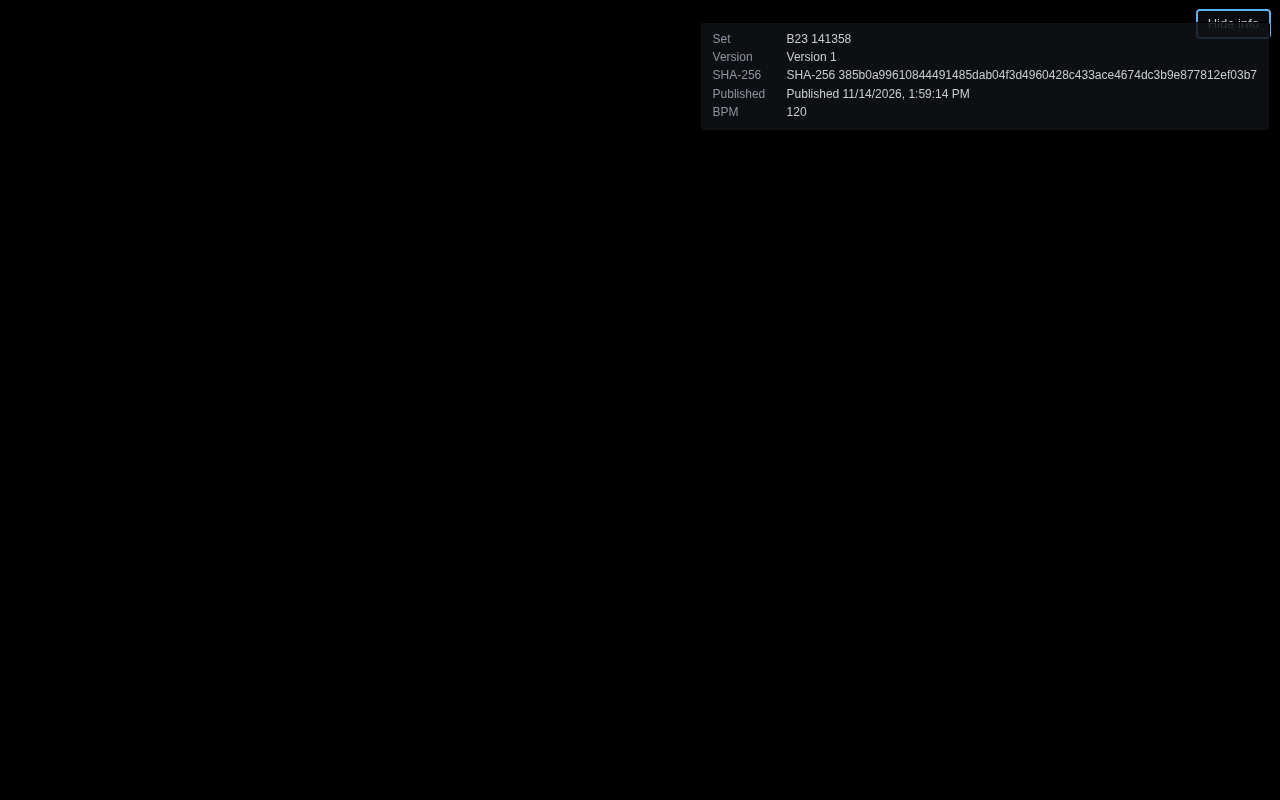 Hide info
Set B23 141358
Version Version 1
SHA-256 SHA-256 385b0a99610844491485dab04f3d4960428c433ace4674dc3b9e877812ef03b7
Published Published 11/14/2026, 1:59:14 PM
BPM 120